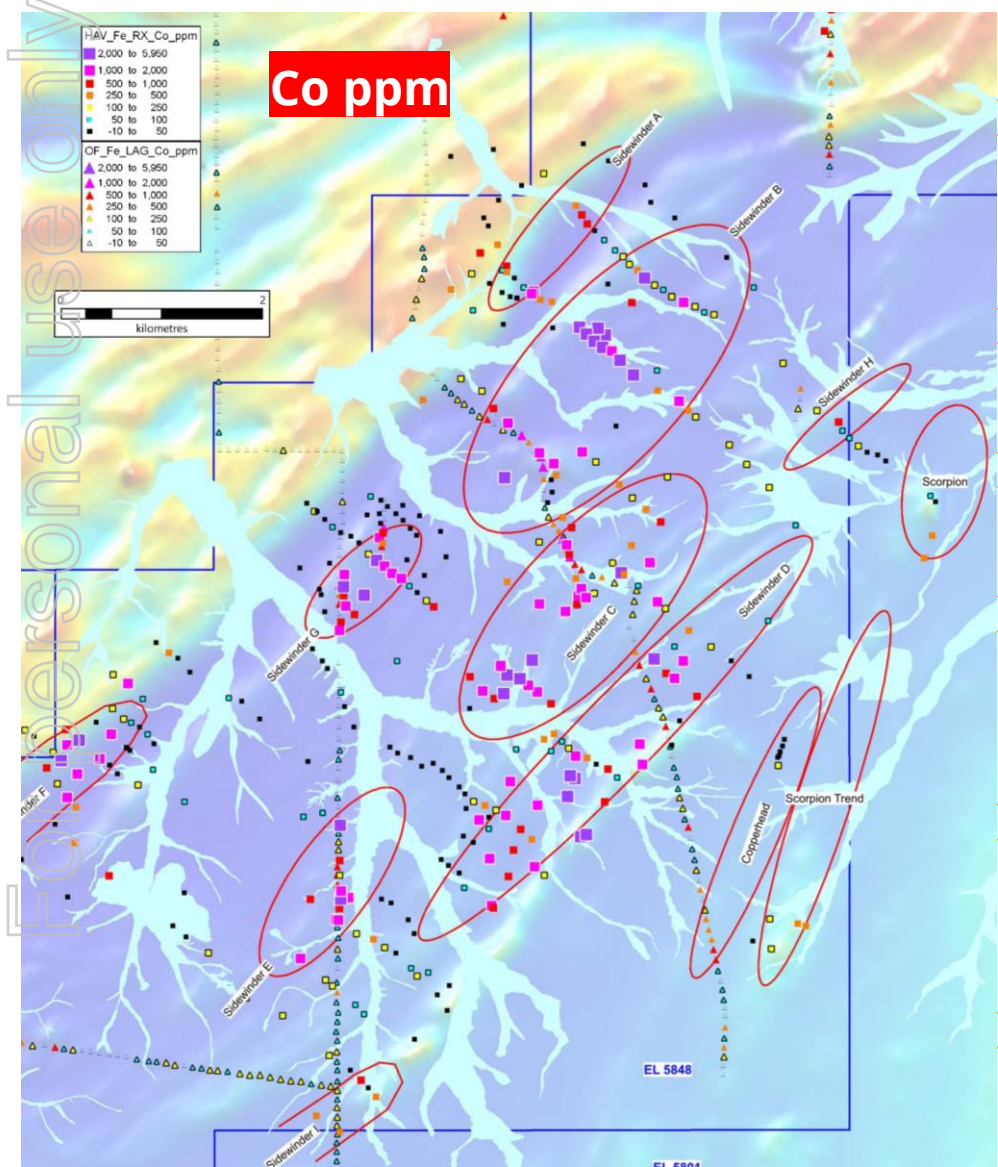 For personal use only
HAV_Fe_RX_Co_ppm
2,000 to 5,950
1,000 to 2,000
500 to 1,000
250 to 500
100 to 250
50 to 100
-10 to 50
OF_Fe_LAG_Co_ppm
2,000 to 5,950
1,000 to 2,000
500 to 1,000
250 to 500
100 to 250
50 to 100
-10 to 50
Co ppm
0 2
kilometres
Sidewinder A
Sidewinder B
Sidewinder H
Scorpion
Sidewinder D
Sidewinder C
Sidewinder G
Scorpion Trend
Copperhead
nder F
Sidewinder E
EL 5848
Sidewinder I
EL 5801